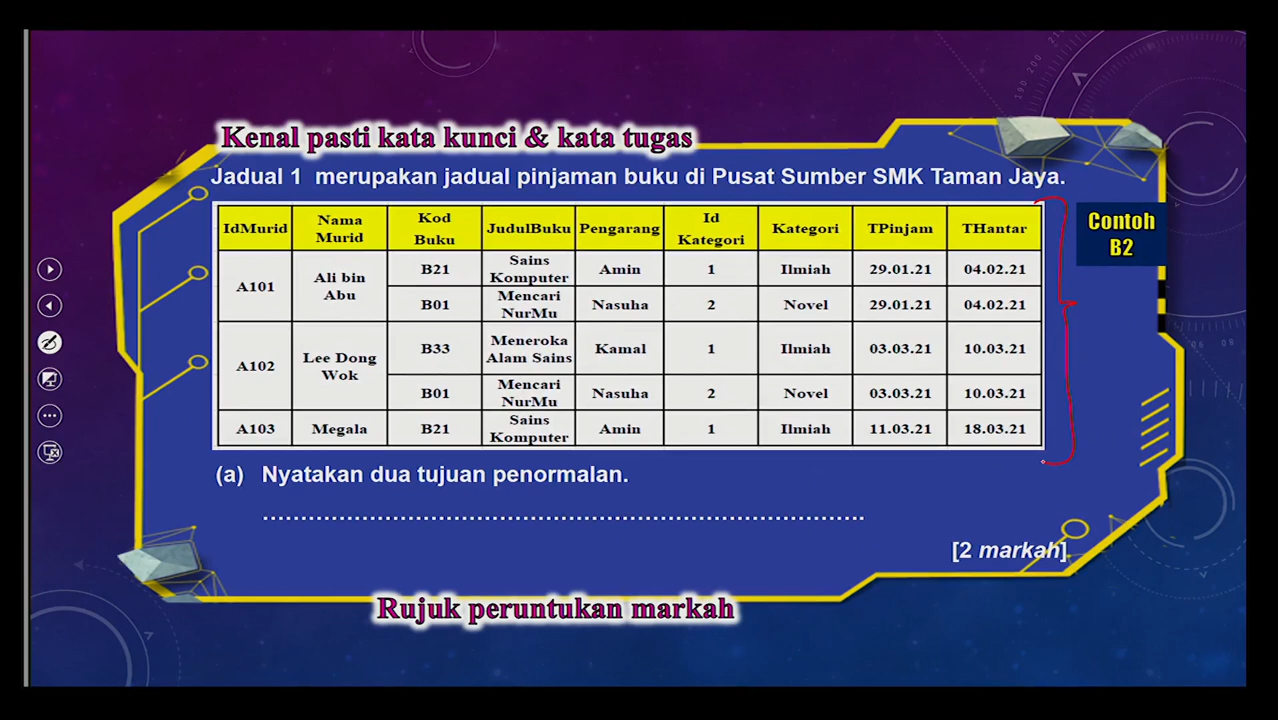 Kenal pasti kata kunci & kata tugas
Jadual 1 merupakan jadual pinjaman buku di Pusat Sumber SMK Taman Jaya.
Contoh
B2
IdMurid Nama Murid Kod Buku JudulBuku Pengarang Id Kategori Kategori TPinjam THantar
A101 Ali bin Abu B21 Sains Komputer Amin 1 Ilmiah 29.01.21 04.02.21
B01 Mencari NurMu Nasuha 2 Novel 29.01.21 04.02.21
A102 Lee Dong Wok B33 Meneroka Alam Sains Kamal 1 Ilmiah 03.03.21 10.03.21
B01 Mencari NurMu Nasuha 2 Novel 03.03.21 10.03.21
A103 Megala B21 Sains Komputer Amin 1 Ilmiah 11.03.21 18.03.21
(a) Nyatakan dua tujuan penormalan.
........................................................................
[2 markah]
Rujuk peruntukan markah